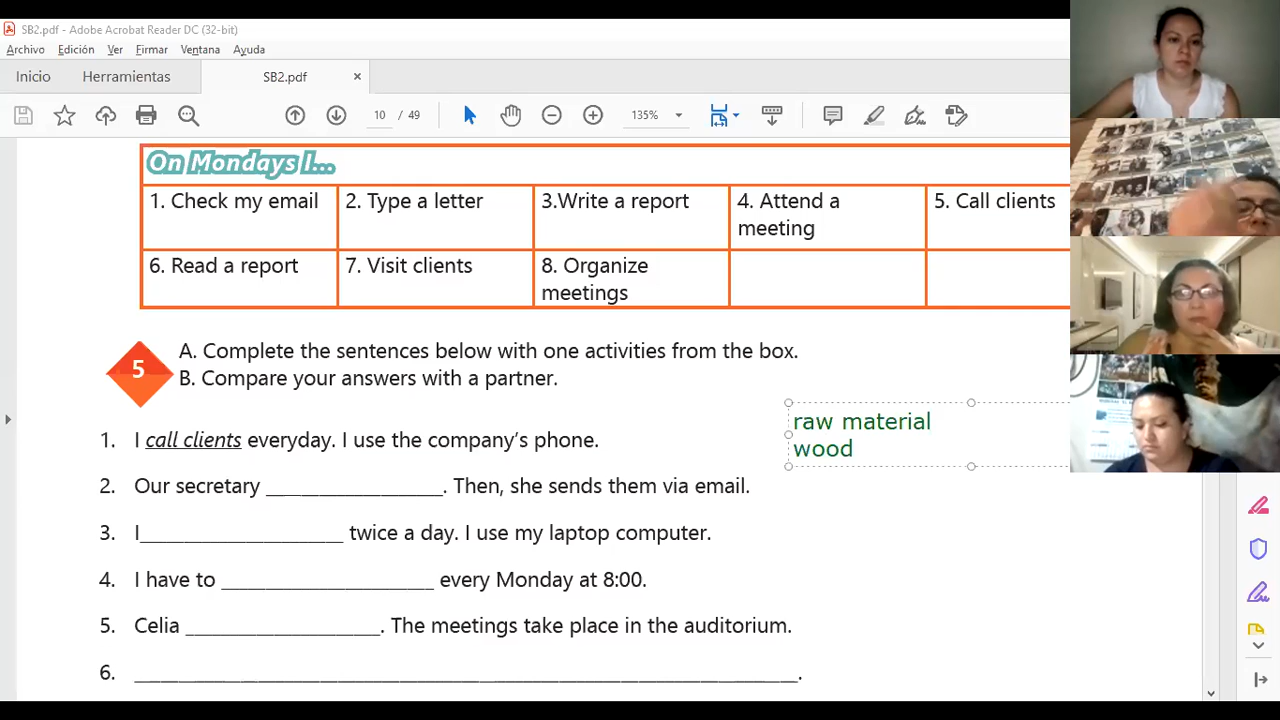 SB2.pdf - Adobe Acrobat Reader DC (32-bit)
Archivo Edición Ver Firmar Ventana Ayuda
Inicio Herramientas SB2.pdf ×
10 / 49 135%
On Mondays I...
1. Check my email 2. Type a letter 3.Write a report 4. Attend a meeting 5. Call clients
6. Read a report 7. Visit clients 8. Organize meetings
5
A. Complete the sentences below with one activities from the box.
B. Compare your answers with a partner.
raw material
wood
1. I call clients everyday. I use the company's phone.
2. Our secretary __________________. Then, she sends them via email.
3. I____________________ twice a day. I use my laptop computer.
4. I have to _____________________ every Monday at 8:00.
5. Celia ___________________. The meetings take place in the auditorium.
6. __________________________________________________________________.